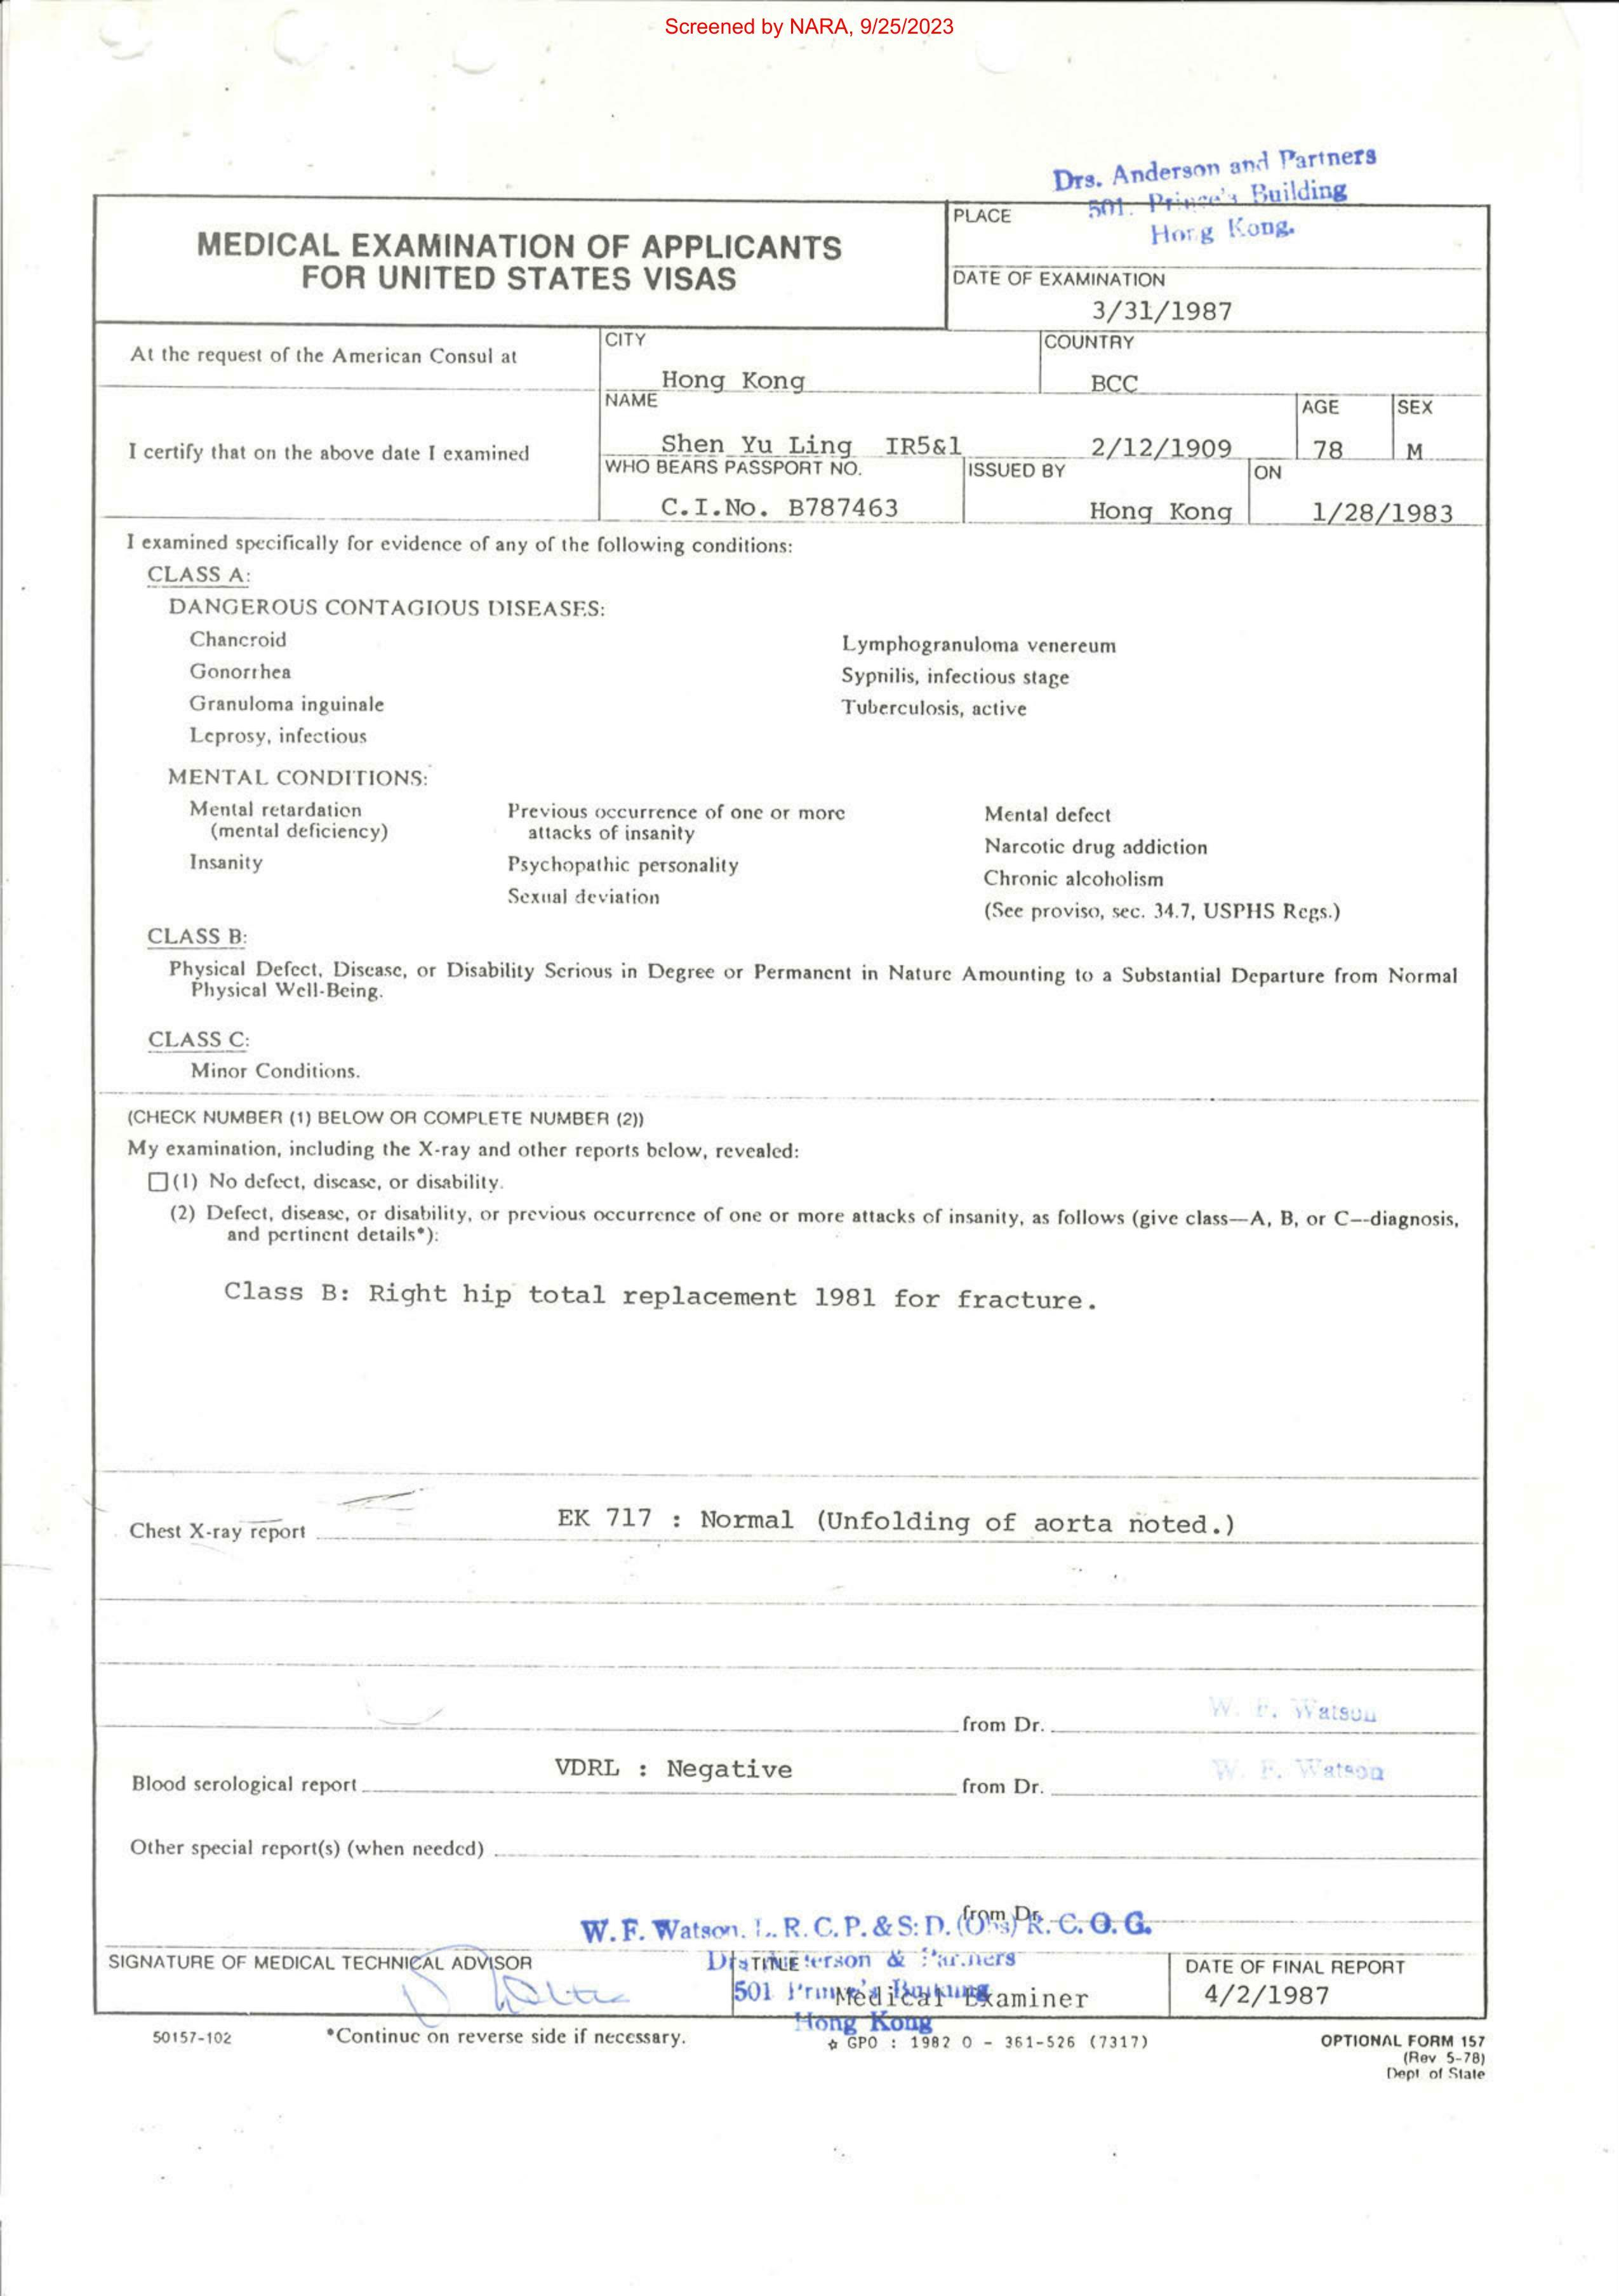 Screened by NARA, 9/25/2023
Drs. Anderson and Partners
501. Prince's Building
Hong Kong.
MEDICAL EXAMINATION OF APPLICANTS
FOR UNITED STATES VISAS
PLACE
DATE OF EXAMINATION
3/31/1987
At the request of the American Consul at
CITY
Hong Kong
COUNTRY
BCC
I certify that on the above date I examined
NAME
Shen Yu Ling IR5&1 2/12/1909
AGE
78
SEX
M
WHO BEARS PASSPORT NO.
C.I.No. B787463
ISSUED BY
Hong Kong
ON
1/28/1983
I examined specifically for evidence of any of the following conditions:
CLASS A:
DANGEROUS CONTAGIOUS DISEASES:
Chancroid
Gonorrhea
Granuloma inguinale
Leprosy, infectious
Lymphogranuloma venereum
Sypnilis, infectious stage
Tuberculosis, active
MENTAL CONDITIONS:
Mental retardation
(mental deficiency)
Insanity
Previous occurrence of one or more
attacks of insanity
Psychopathic personality
Sexual deviation
Mental defect
Narcotic drug addiction
Chronic alcoholism
(See proviso, sec. 34.7, USPHS Regs.)
CLASS B:
Physical Defect, Disease, or Disability Serious in Degree or Permanent in Nature Amounting to a Substantial Departure from Normal
Physical Well-Being.
CLASS C:
Minor Conditions.
(CHECK NUMBER (1) BELOW OR COMPLETE NUMBER (2))
My examination, including the X-ray and other reports below, revealed:
(1) No defect, disease, or disability.
(2) Defect, disease, or disability, or previous occurrence of one or more attacks of insanity, as follows (give class—A, B, or C—diagnosis,
and pertinent details*):
Class B: Right hip total replacement 1981 for fracture.
Chest X-ray report EK 717 : Normal (Unfolding of aorta noted.)
from Dr. W. F. Watson
Blood serological report VDRL : Negative from Dr. W. F. Watson
Other special report(s) (when needed)
from Dr.
W. F. Watson. L. R. C. P. & S: D. (Obs) R. C. O. G.
Drs Anderson & Partners
501 Prince's Building
Hong Kong
SIGNATURE OF MEDICAL TECHNICAL ADVISOR
TITLE
Medical Examiner
DATE OF FINAL REPORT
4/2/1987
50157-102
*Continue on reverse side if necessary.
☆ GPO : 1982 O - 361-526 (7317)
OPTIONAL FORM 157
(Rev 5-78)
Dept of State